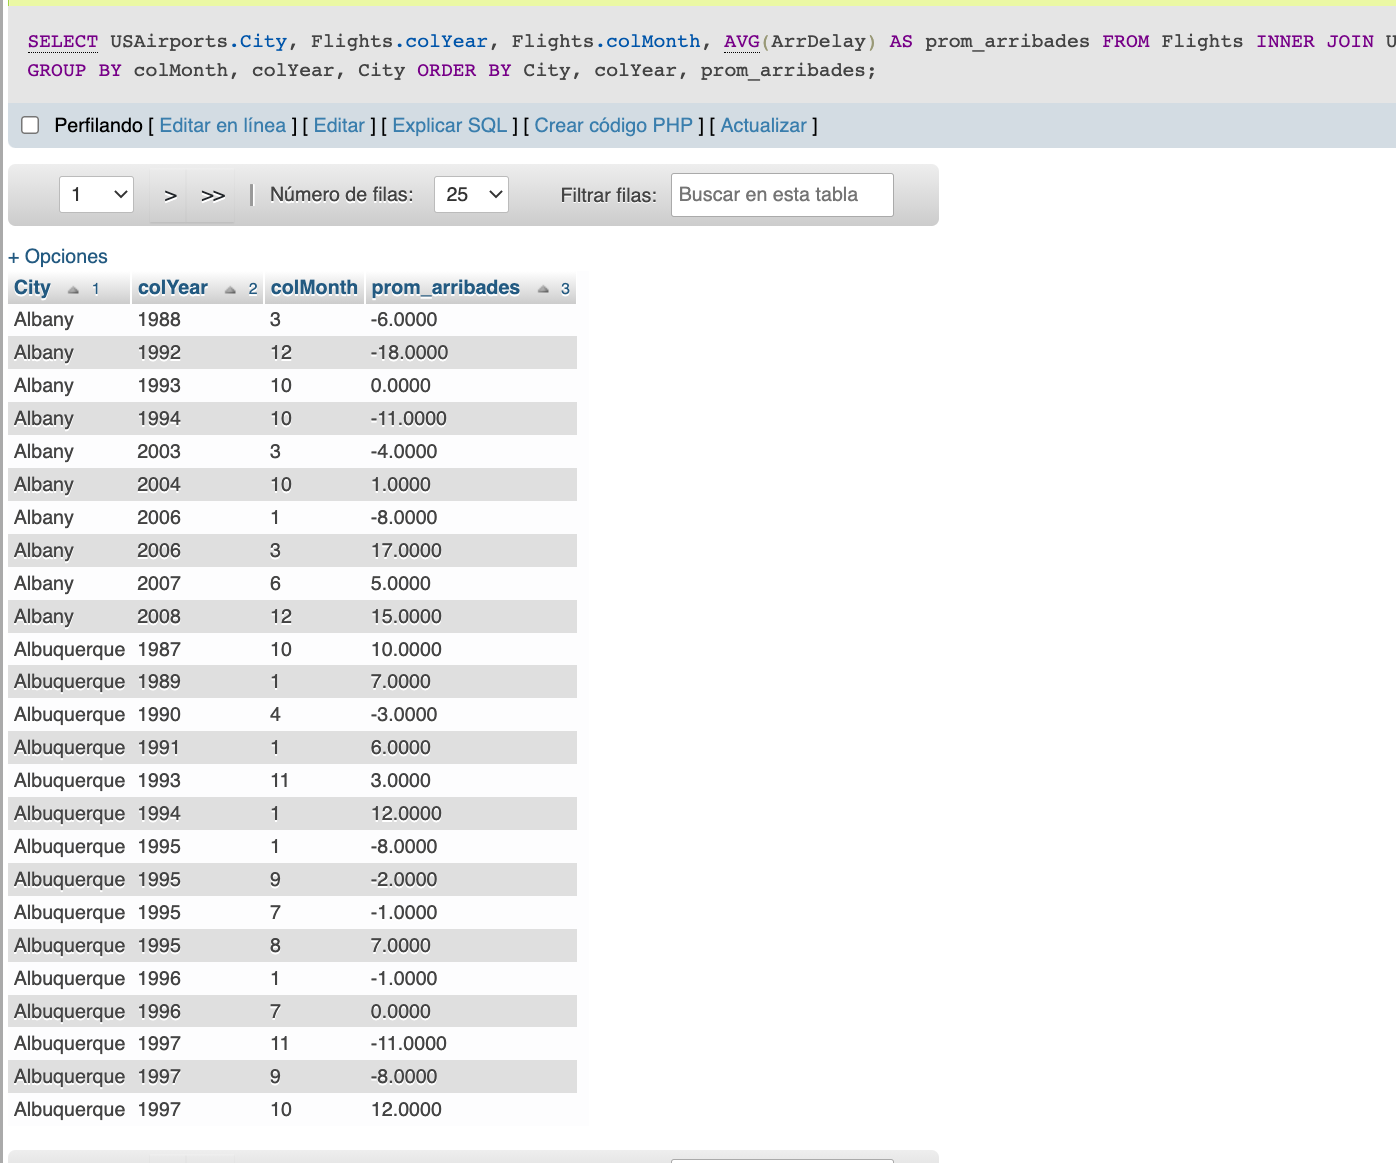 SELECT USAirports.City, Flights.colYear, Flights.colMonth, AVG(ArrDelay) AS prom_arribades FROM Flights INNER JOIN
GROUP BY colMonth, colYear, City ORDER BY City, colYear, prom_arribades;
Perfilando [ Editar en línea ] [ Editar ] [ Explicar SQL ] [ Crear código PHP ] [ Actualizar ]
1 > >> | Número de filas: 25 Filtrar filas: Buscar en esta tabla
+ Opciones
City 1 colYear 2 colMonth prom_arribades 3
Albany 1988 3 -6.0000
Albany 1992 12 -18.0000
Albany 1993 10 0.0000
Albany 1994 10 -11.0000
Albany 2003 3 -4.0000
Albany 2004 10 1.0000
Albany 2006 1 -8.0000
Albany 2006 3 17.0000
Albany 2007 6 5.0000
Albany 2008 12 15.0000
Albuquerque 1987 10 10.0000
Albuquerque 1989 1 7.0000
Albuquerque 1990 4 -3.0000
Albuquerque 1991 1 6.0000
Albuquerque 1993 11 3.0000
Albuquerque 1994 1 12.0000
Albuquerque 1995 1 -8.0000
Albuquerque 1995 9 -2.0000
Albuquerque 1995 7 -1.0000
Albuquerque 1995 8 7.0000
Albuquerque 1996 1 -1.0000
Albuquerque 1996 7 0.0000
Albuquerque 1997 11 -11.0000
Albuquerque 1997 9 -8.0000
Albuquerque 1997 10 12.0000